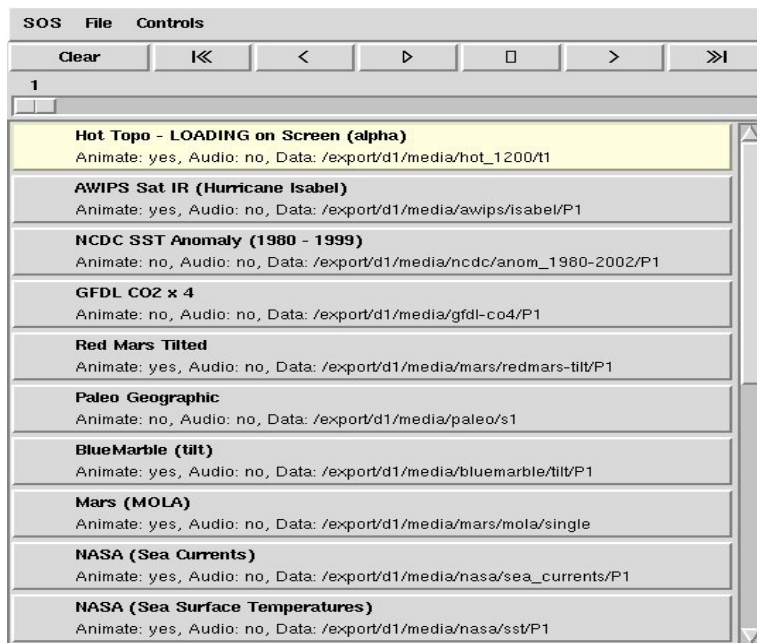 SOS File Controls
Clear I≪ < ▷ □ > ≫I
1
Hot Topo - LOADING on Screen (alpha)
Animate: yes, Audio: no, Data: /export/d1/media/hot_1200/t1
AWIPS Sat IR (Hurricane Isabel)
Animate: yes, Audio: no, Data: /export/d1/media/awips/isabel/P1
NCDC SST Anomaly (1980 - 1999)
Animate: no, Audio: no, Data: /export/d1/media/ncdc/anom_1980-2002/P1
GFDL CO2 x 4
Animate: no, Audio: no, Data: /export/d1/media/gfdl-co4/P1
Red Mars Tilted
Animate: yes, Audio: no, Data: /export/d1/media/mars/redmars-tilt/P1
Paleo Geographic
Animate: no, Audio: no, Data: /export/d1/media/paleo/s1
BlueMarble (tilt)
Animate: yes, Audio: no, Data: /export/d1/media/bluemarble/tilt/P1
Mars (MOLA)
Animate: yes, Audio: no, Data: /export/d1/media/mars/mola/single
NASA (Sea Currents)
Animate: yes, Audio: no, Data: /export/d1/media/nasa/sea_currents/P1
NASA (Sea Surface Temperatures)
Animate: yes, Audio: no, Data: /export/d1/media/nasa/sst/P1